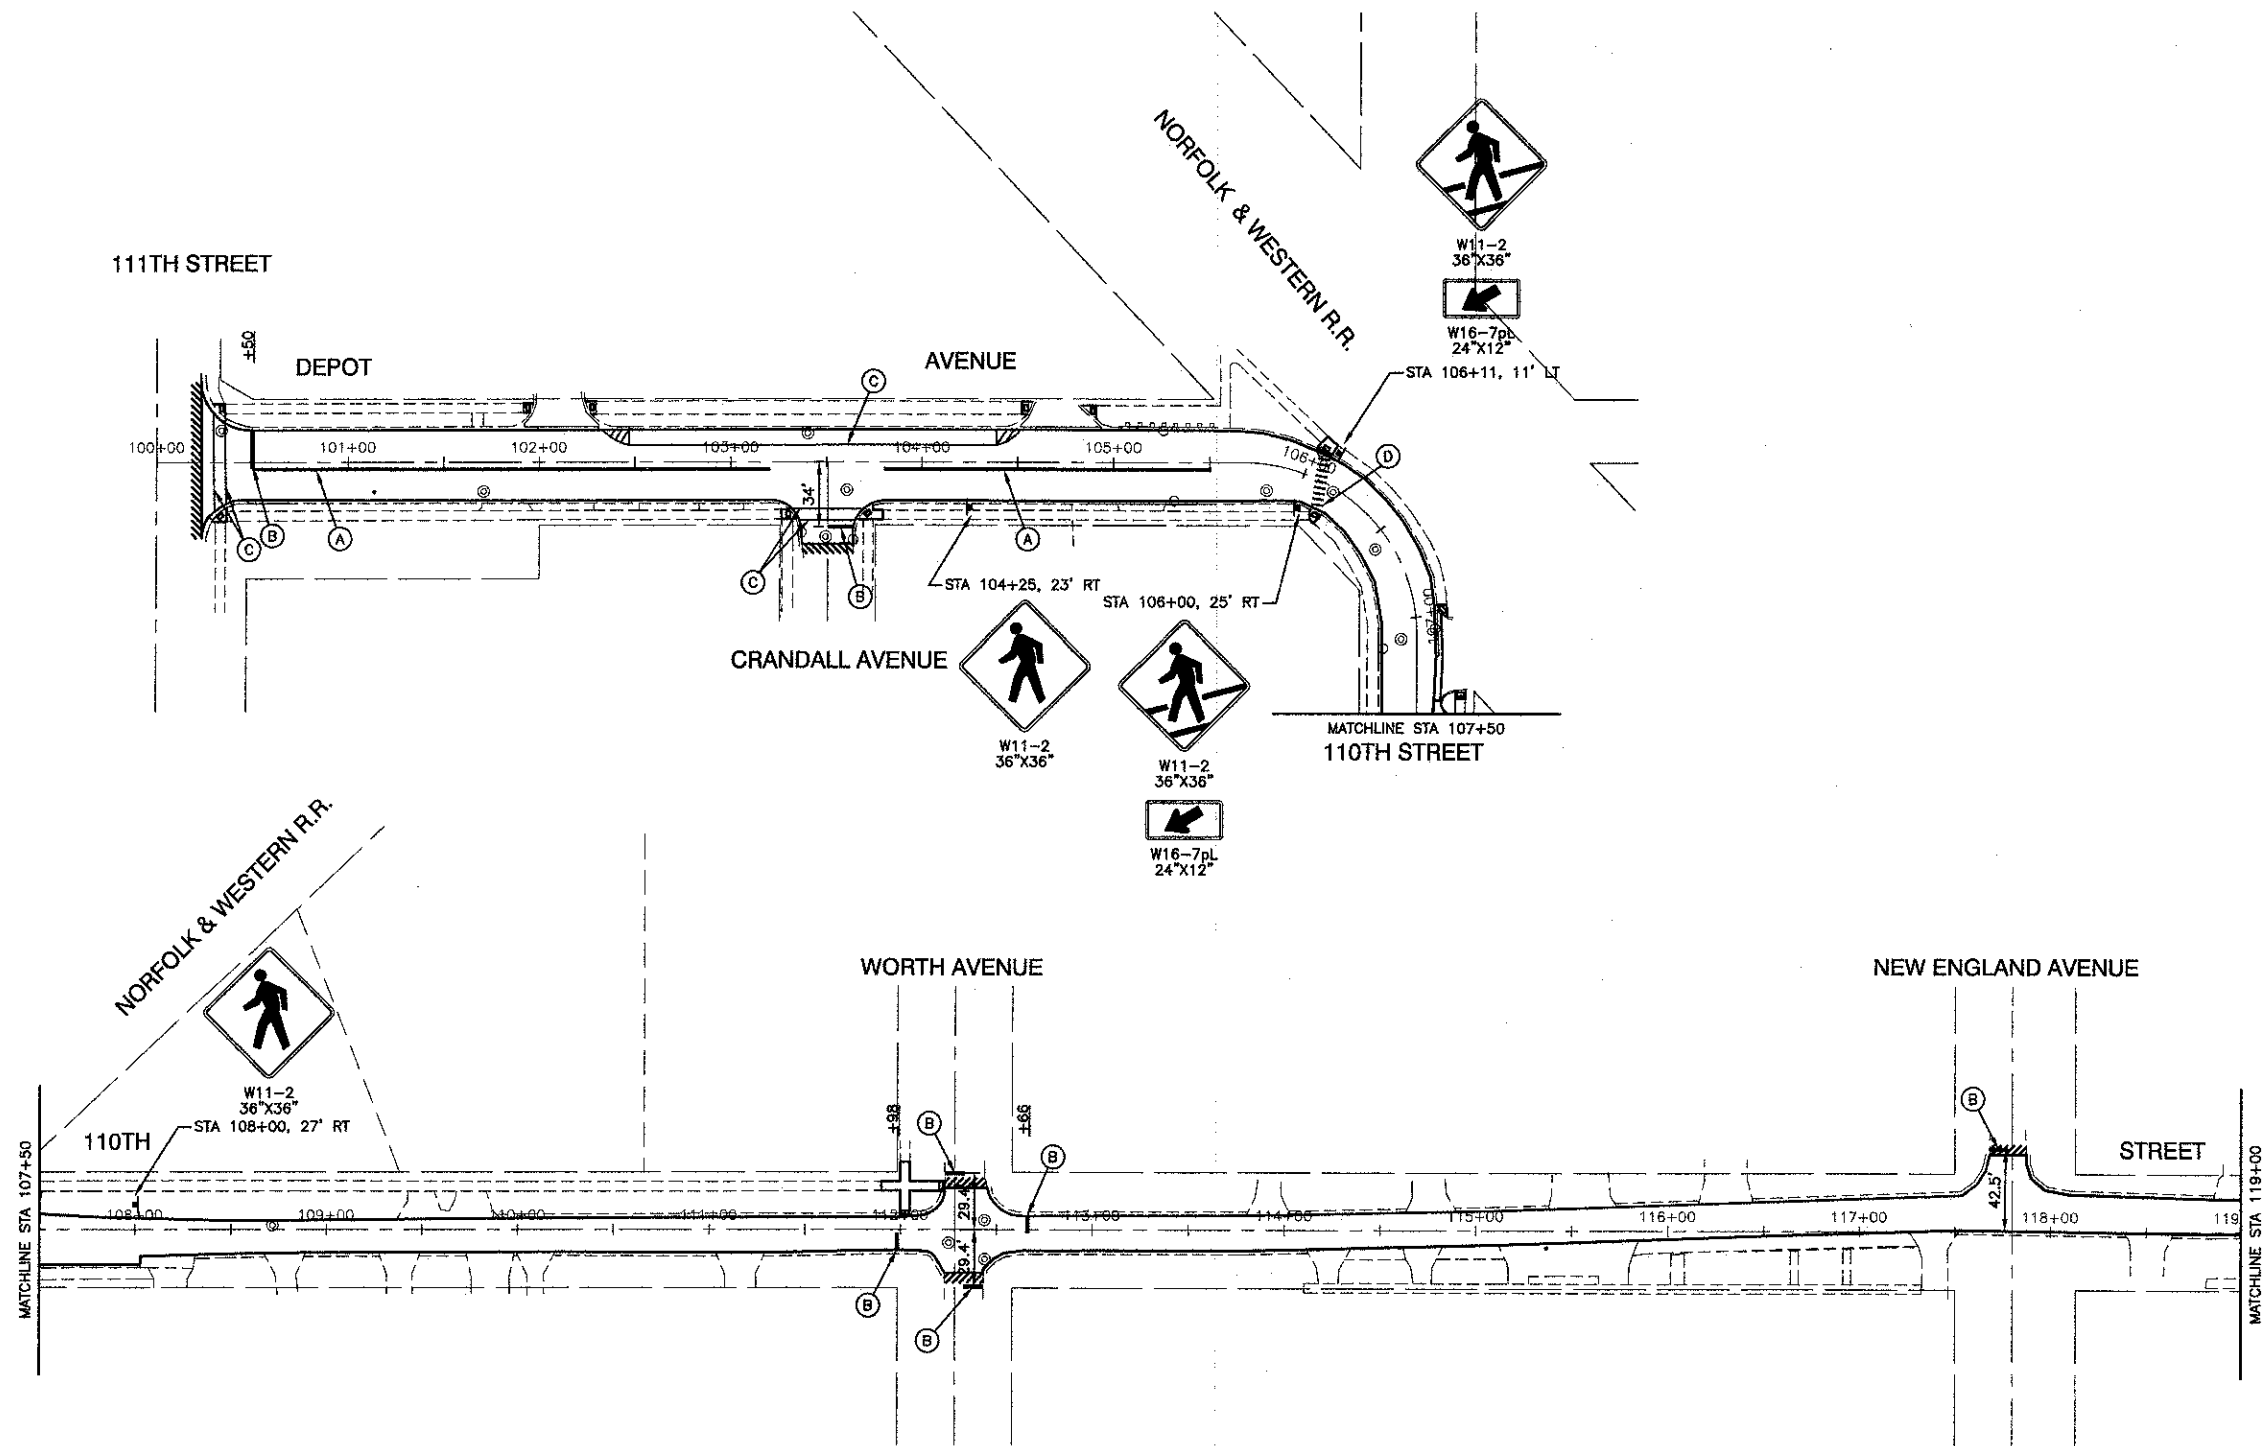 NORFOLK & WESTERN R.R.
W11-2
36"X36"
W16-7pL
24"X12"
STA 106+11, 11' LT
111TH STREET
+50
DEPOT
AVENUE
C
100+00
101+00
102+00
103+00
104+00
105+00
106+00
D
34'
C
B
A
C
B
A
STA 104+25, 23' RT
STA 106+00, 25' RT
107+00
CRANDALL AVENUE
W11-2
36"X36"
W11-2
36"X36"
W16-7pL
24"X12"
MATCHLINE STA 107+50
110TH STREET
NORFOLK & WESTERN R.R.
W11-2
36"X36"
STA 108+00, 27' RT
WORTH AVENUE
NEW ENGLAND AVENUE
+98
+66
B
B
B
110TH
STREET
MATCHLINE STA 107+50
108+00
109+00
110+00
111+00
112+00
29.4'
29.4'
113+00
114+00
115+00
116+00
117+00
42.5'
118+00
119
MATCHLINE STA 119+00
B
B